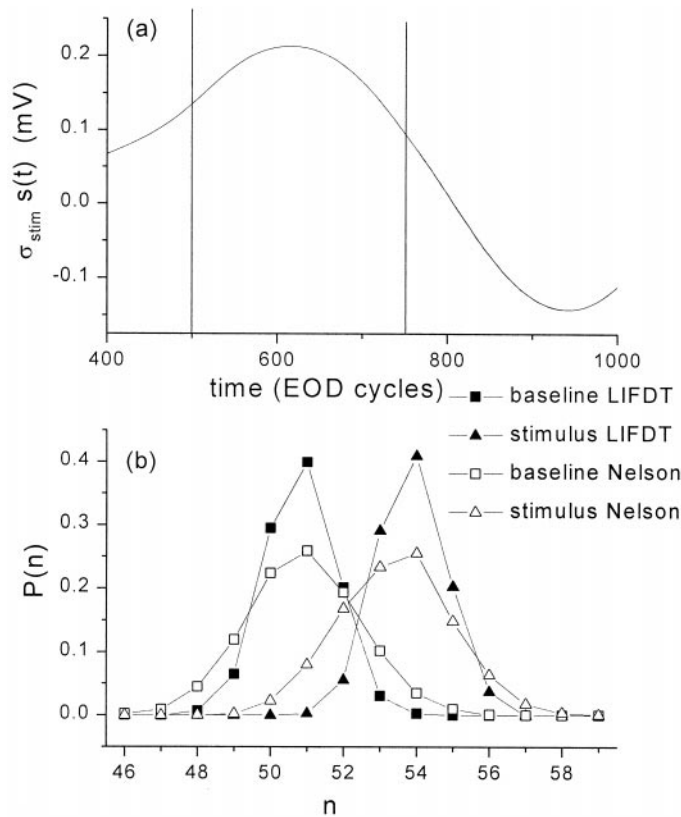 (a)
0.2
0.1
0.0
-0.1
σstim s(t) (mV)
400 600 800 1000
time (EOD cycles)
baseline LIFDT
stimulus LIFDT
baseline Nelson
stimulus Nelson
(b)
0.4
0.3
0.2
0.1
0.0
P(n)
46 48 50 52 54 56 58
n